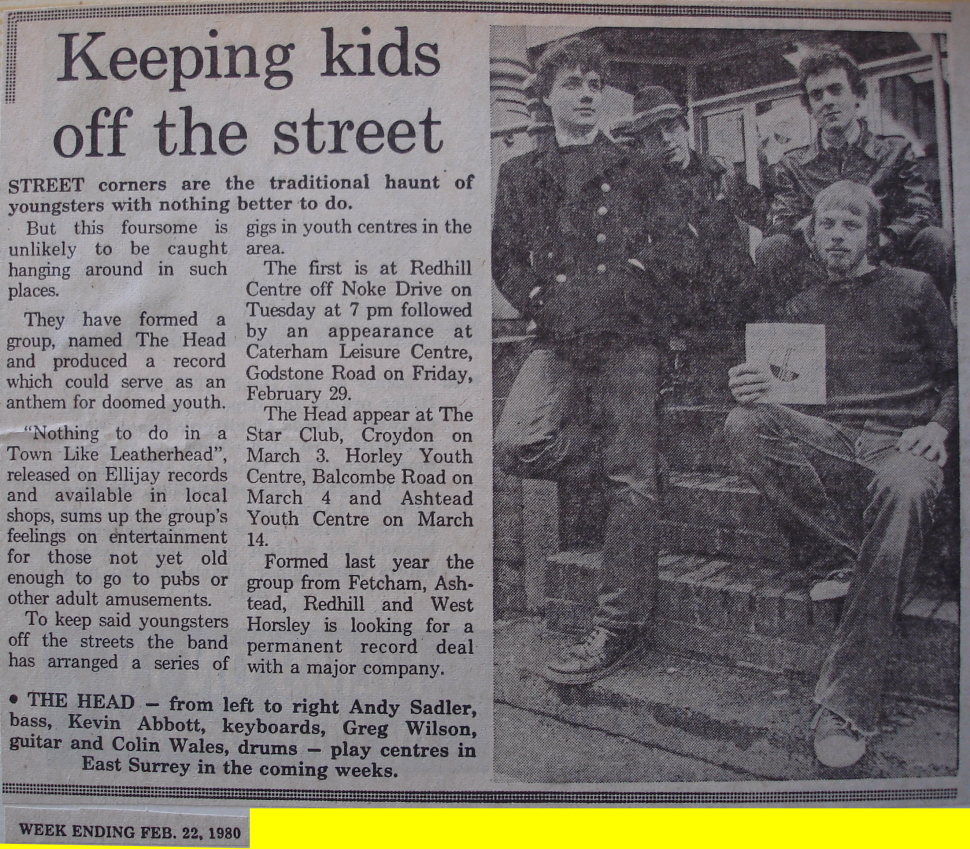 Keeping kids
off the street
STREET corners are the traditional haunt of
youngsters with nothing better to do.
But this foursome is
unlikely to be caught
hanging around in such
places.
They have formed a
group, named The Head
and produced a record
which could serve as an
anthem for doomed youth.
“Nothing to do in a
Town Like Leatherhead”,
released on Ellijay records
and available in local
shops, sums up the group’s
feelings on entertainment
for those not yet old
enough to go to pubs or
other adult amusements.
To keep said youngsters
off the streets the band
has arranged a series of
gigs in youth centres in the
area.
The first is at Redhill
Centre off Noke Drive on
Tuesday at 7 pm followed
by an appearance at
Caterham Leisure Centre,
Godstone Road on Friday,
February 29.
The Head appear at The
Star Club, Croydon on
March 3. Horley Youth
Centre, Balcombe Road on
March 4 and Ashtead
Youth Centre on March
14.
Formed last year the
group from Fetcham, Ash-
tead, Redhill and West
Horsley is looking for a
permanent record deal
with a major company.
• THE HEAD — from left to right Andy Sadler,
bass, Kevin Abbott, keyboards, Greg Wilson,
guitar and Colin Wales, drums — play centres in
East Surrey in the coming weeks.
WEEK ENDING FEB. 22, 1980